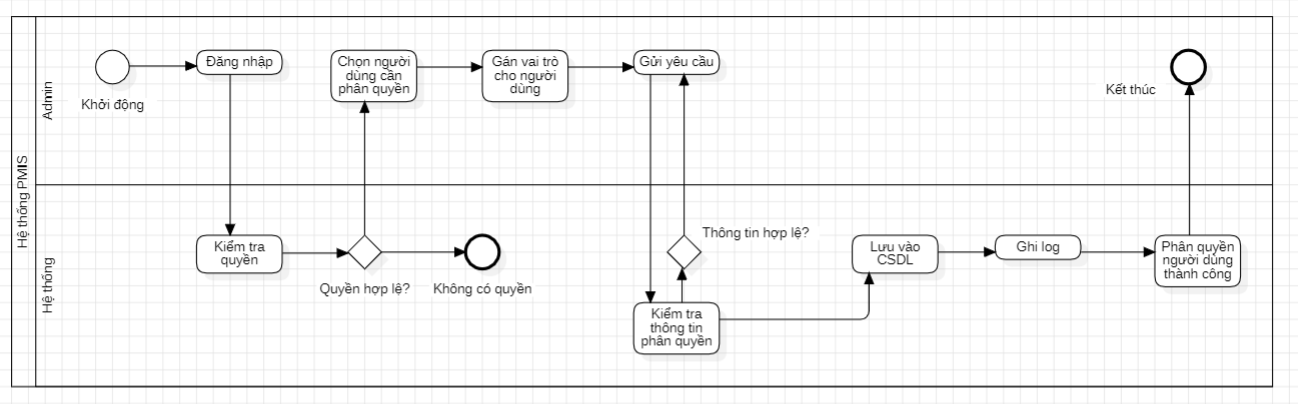 Hệ thống PMIS
Admin
Khởi động
Đăng nhập
Chọn người
dùng cần
phân quyền
Gán vai trò
cho người
dùng
Gửi yêu cầu
Kết thúc
Hệ thống
Kiểm tra
quyền
Quyền hợp lệ?
Không có quyền
Thông tin hợp lệ?
Kiểm tra
thông tin
phân quyền
Lưu vào
CSDL
Ghi log
Phân quyền
người dùng
thành công